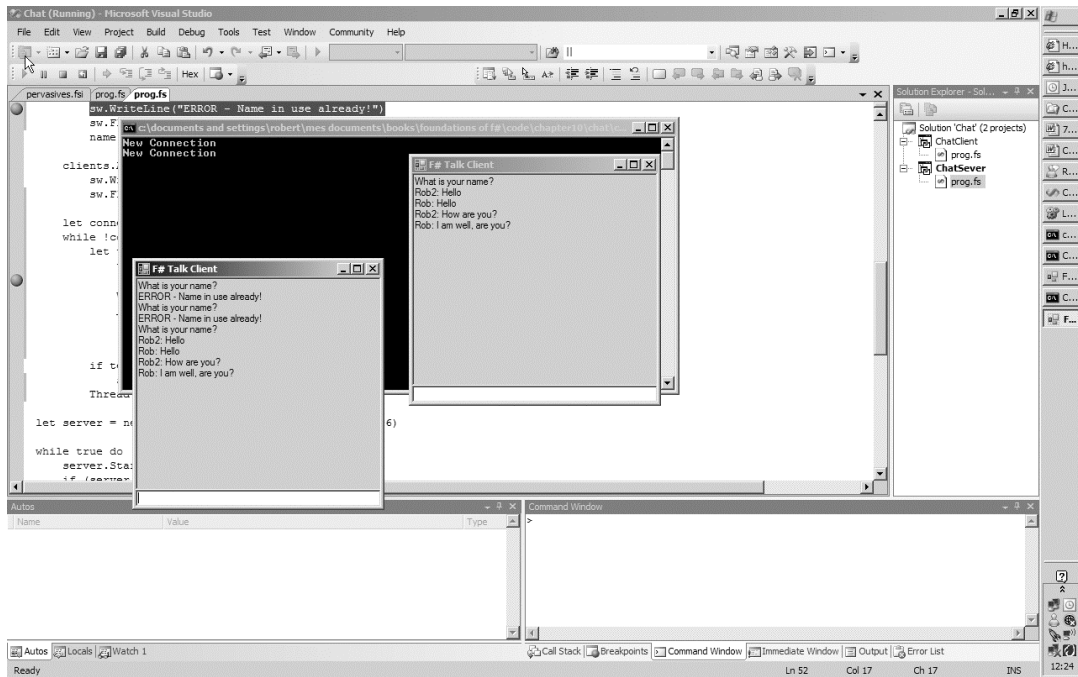 Chat (Running) - Microsoft Visual Studio
File Edit View Project Build Debug Tools Test Window Community Help
Hex
pervasives.fsi prog.fs prog.fs
sw.WriteLine("ERROR - Name in use already!")
sw.F
name
clients.
sw.W
sw.F
let conn
while !c
let
if t
Threa
let server = n 6)
while true do
server.Sta
if (server
c:\documents and settings\robert\mes documents\books\foundations of f#\code\chapter10\chat\c...
New Connection
New Connection
F# Talk Client
What is your name?
Rob2: Hello
Rob: Hello
Rob2: How are you?
Rob: I am well, are you?
F# Talk Client
What is your name?
ERROR - Name in use already!
What is your name?
ERROR - Name in use already!
What is your name?
Rob2: Hello
Rob: Hello
Rob2: How are you?
Rob: I am well, are you?
Solution Explorer - Sol...
Solution 'Chat' (2 projects)
ChatClient
prog.fs
ChatSever
prog.fs
H...
h...
J...
C...
7...
C...
R...
C...
L...
c...
C...
F...
C...
F...
Autos
Name Value Type
Command Window
>
Autos Locals Watch 1
Call Stack Breakpoints Command Window Immediate Window Output Error List
Ready Ln 52 Col 17 Ch 17 INS
12:24